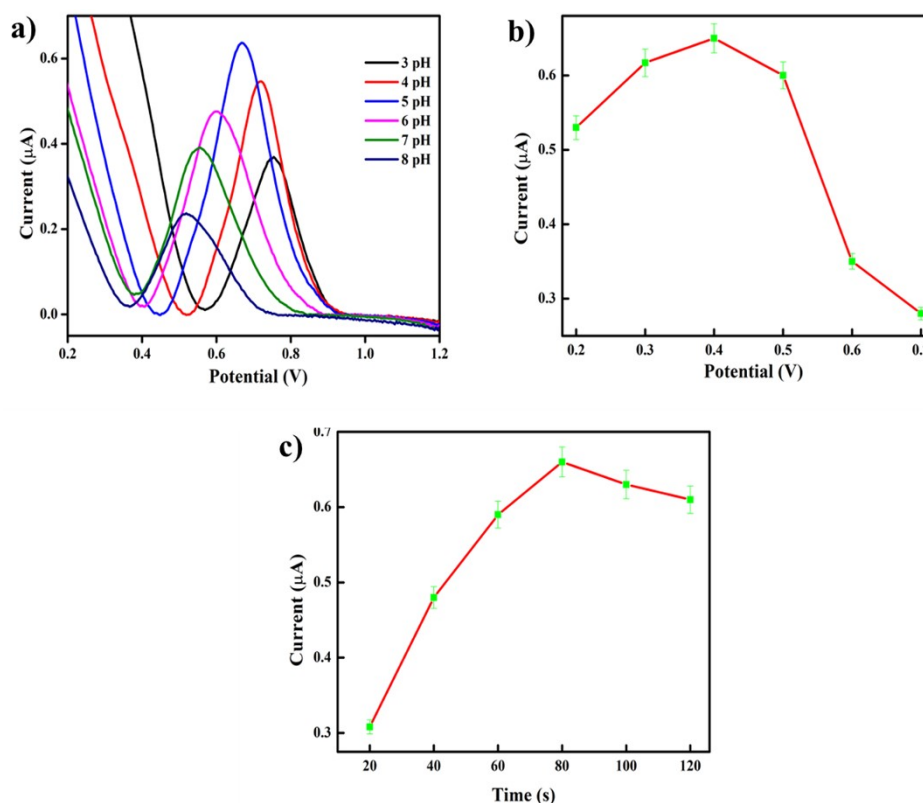 a)
0.6
0.4
0.2
0.0
Current (µA)
3 pH
4 pH
5 pH
6 pH
7 pH
8 pH
0.2 0.4 0.6 0.8 1.0 1.2
Potential (V)
b)
0.6
0.5
0.4
0.3
Current (µA)
0.2 0.3 0.4 0.5 0.6
Potential (V)
c)
0.7
0.6
0.5
0.4
0.3
Current (µA)
20 40 60 80 100 120
Time (s)